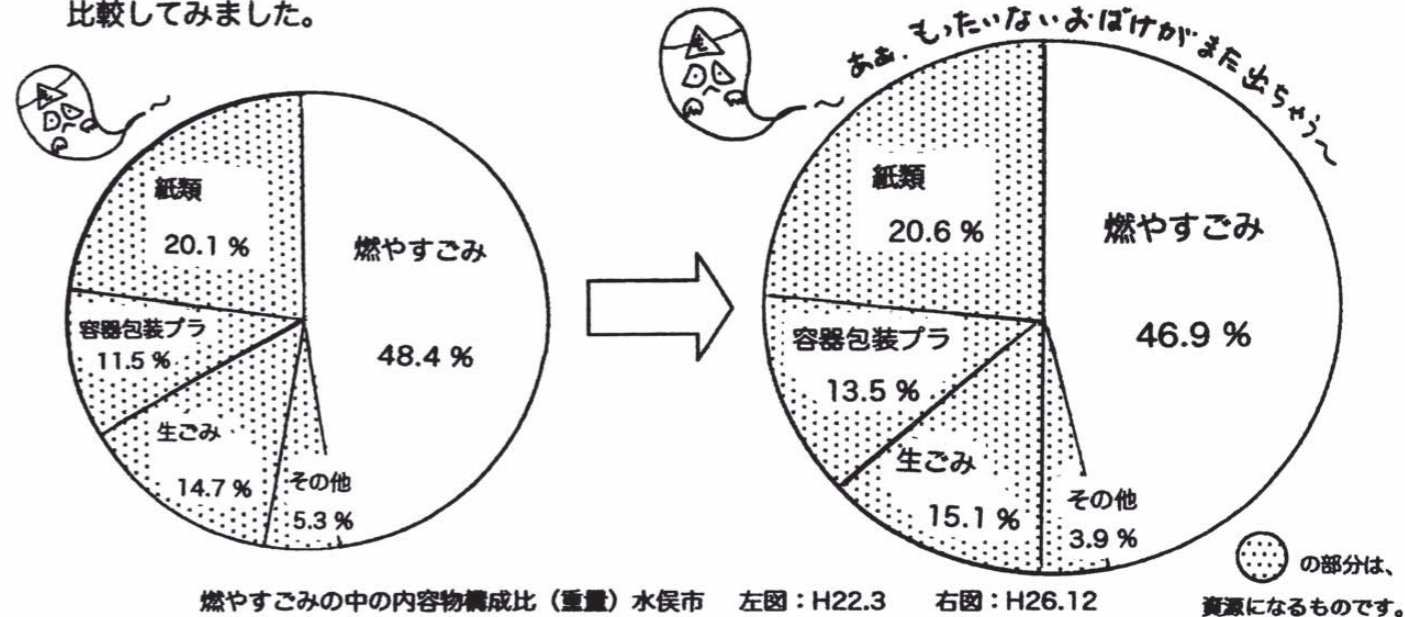 比較してみました。
あぁ、もったいないおばけがまた出ちゃう〜
も
も
紙類
20.1 %
燃やすごみ
48.4 %
容器包装プラ
11.5 %
生ごみ
14.7 %
その他
5.3 %
紙類
20.6 %
燃やすごみ
46.9 %
容器包装プラ
13.5 %
生ごみ
15.1 %
その他
3.9 %
の部分は、
資源になるものです。
燃やすごみの中の内容物構成比（重量）水俣市　左図：H22.3　右図：H26.12